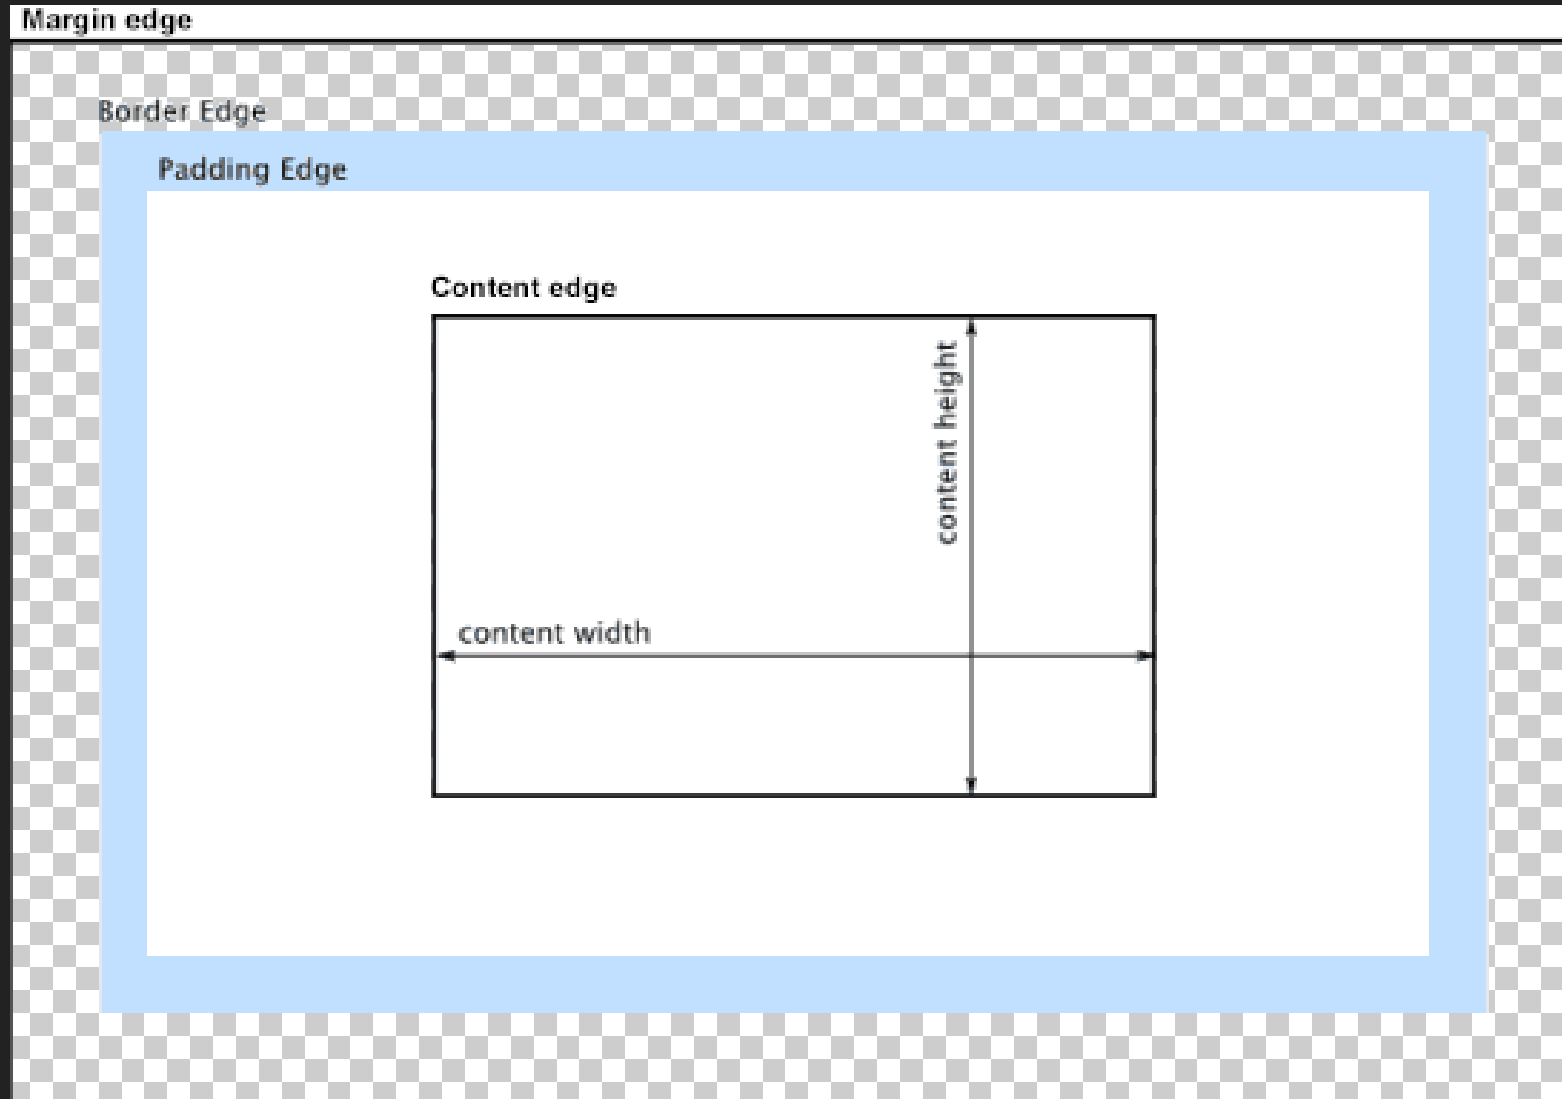 Margin edge
Border Edge
Padding Edge
Content edge
content height
content width